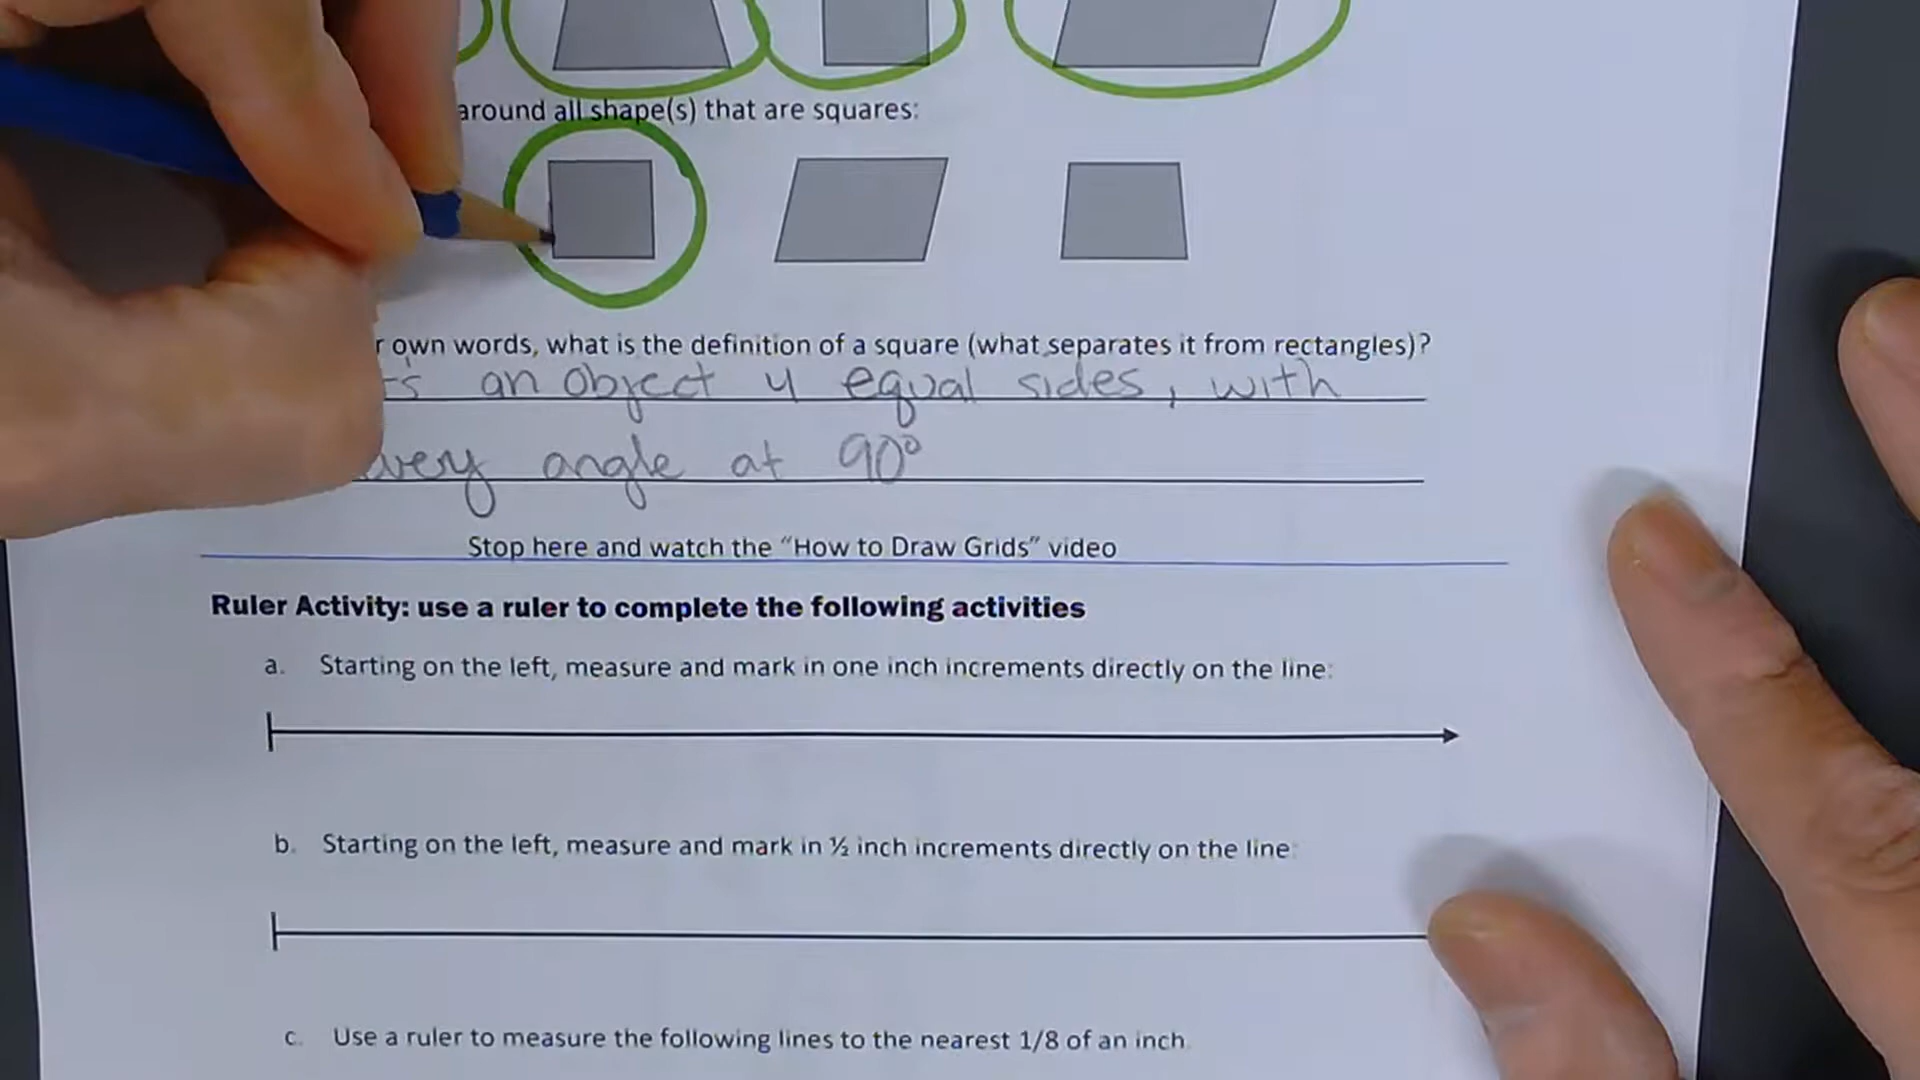 around all shape(s) that are squares:
own words, what is the definition of a square (what separates it from rectangles)?
an object 4 equal sides, with
angle at 90°
Stop here and watch the “How to Draw Grids” video
Ruler Activity: use a ruler to complete the following activities
a. Starting on the left, measure and mark in one inch increments directly on the line:
b. Starting on the left, measure and mark in ½ inch increments directly on the line:
c. Use a ruler to measure the following lines to the nearest 1/8 of an inch